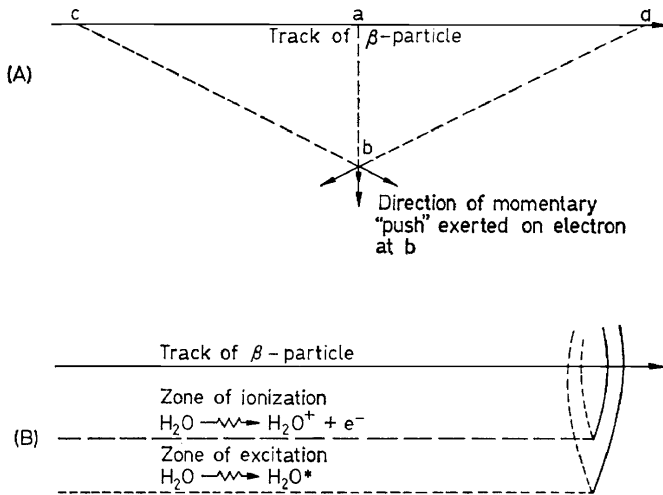 c a d
Track of β-particle
(A)
b
Direction of momentary
"push" exerted on electron
at b
Track of β-particle
Zone of ionization
H₂O ⟿ H₂O⁺ + e⁻
(B)
Zone of excitation
H₂O ⟿ H₂O*